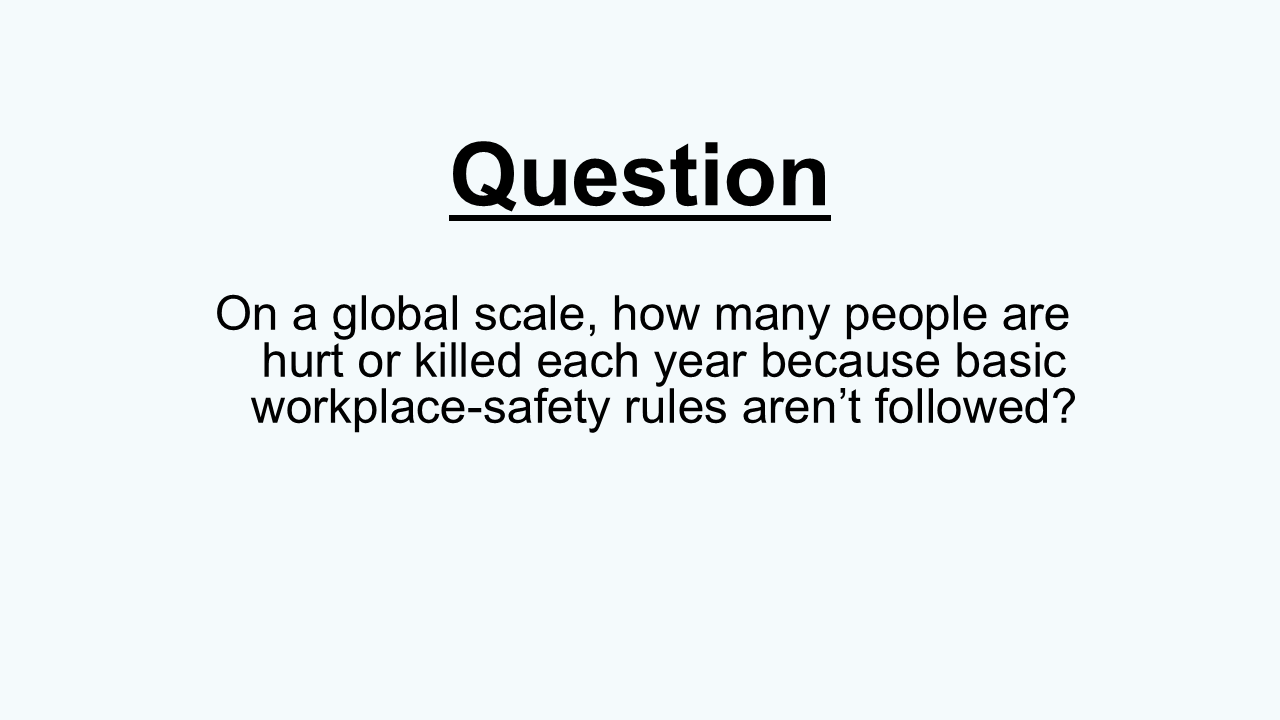 Question
On a global scale, how many people are
hurt or killed each year because basic
workplace-safety rules aren’t followed?